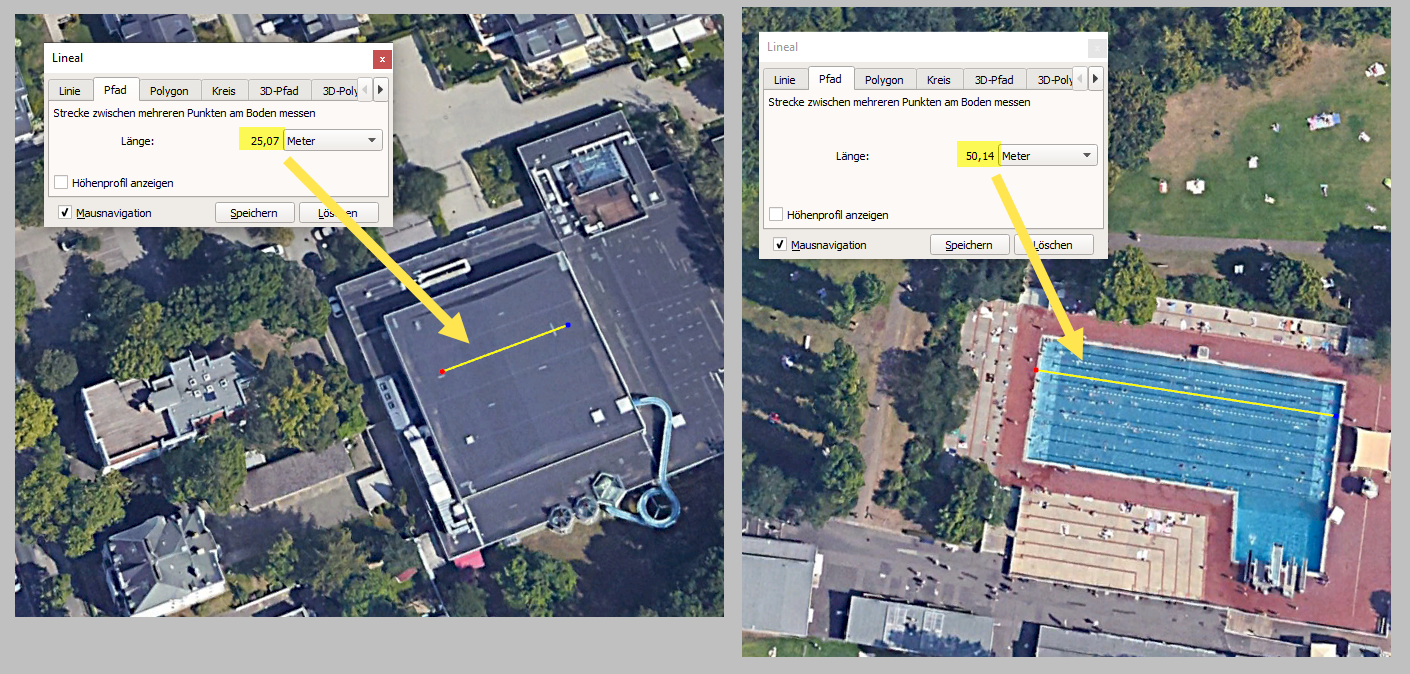 Lineal
x
Linie Pfad Polygon Kreis 3D-Pfad 3D-Poly
Strecke zwischen mehreren Punkten am Boden messen
Länge: 25,07 Meter
Höhenprofil anzeigen
Mausnavigation Speichern Löschen
Lineal
x
Linie Pfad Polygon Kreis 3D-Pfad 3D-Poly
Strecke zwischen mehreren Punkten am Boden messen
Länge: 50,14 Meter
Höhenprofil anzeigen
Mausnavigation Speichern Löschen